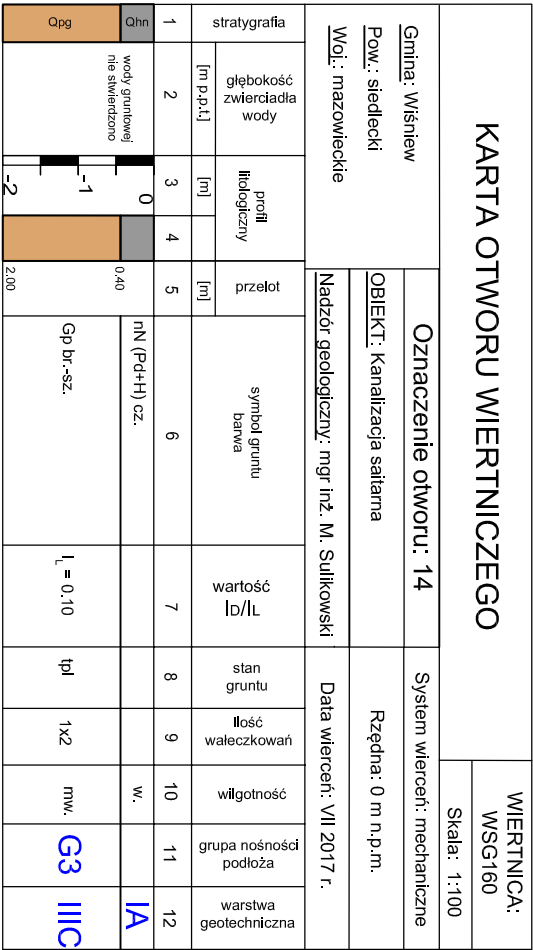 KARTA OTWORU WIERTNICZEGO
WIERTNICA:
WSG160
Skala: 1:100
Gmina: Wiśniew
Pow.: siedlecki
Woj.: mazowieckie
Oznaczenie otworu: 14
System wierceń: mechaniczne
OBIEKT: Kanalizacja saitarna
Rzędna: 0 m n.p.m.
Nadzór geologiczny: mgr inż. M. Sulikowski
Data wierceń: VII 2017 r.
stratygrafia
głębokość
zwierciadła
wody
[m p.p.t.]
profil
litologiczny
[m]
przelot
[m]
symbol gruntu
barwa
wartość
ID/IL
stan
gruntu
Ilość
wałeczkowań
wilgotność
grupa nośności
podłoża
warstwa
geotechniczna
1 2 3 4 5 6 7 8 9 10 11 12
Qhn
wody gruntowej
nie stwierdzono
0
0.40
nN (Pd+H) cz.
w.
IA
Qpg
-1
-2
2.00
Gp br.-sz.
IL = 0.10
tpl
1x2
mw.
G3
IIIC